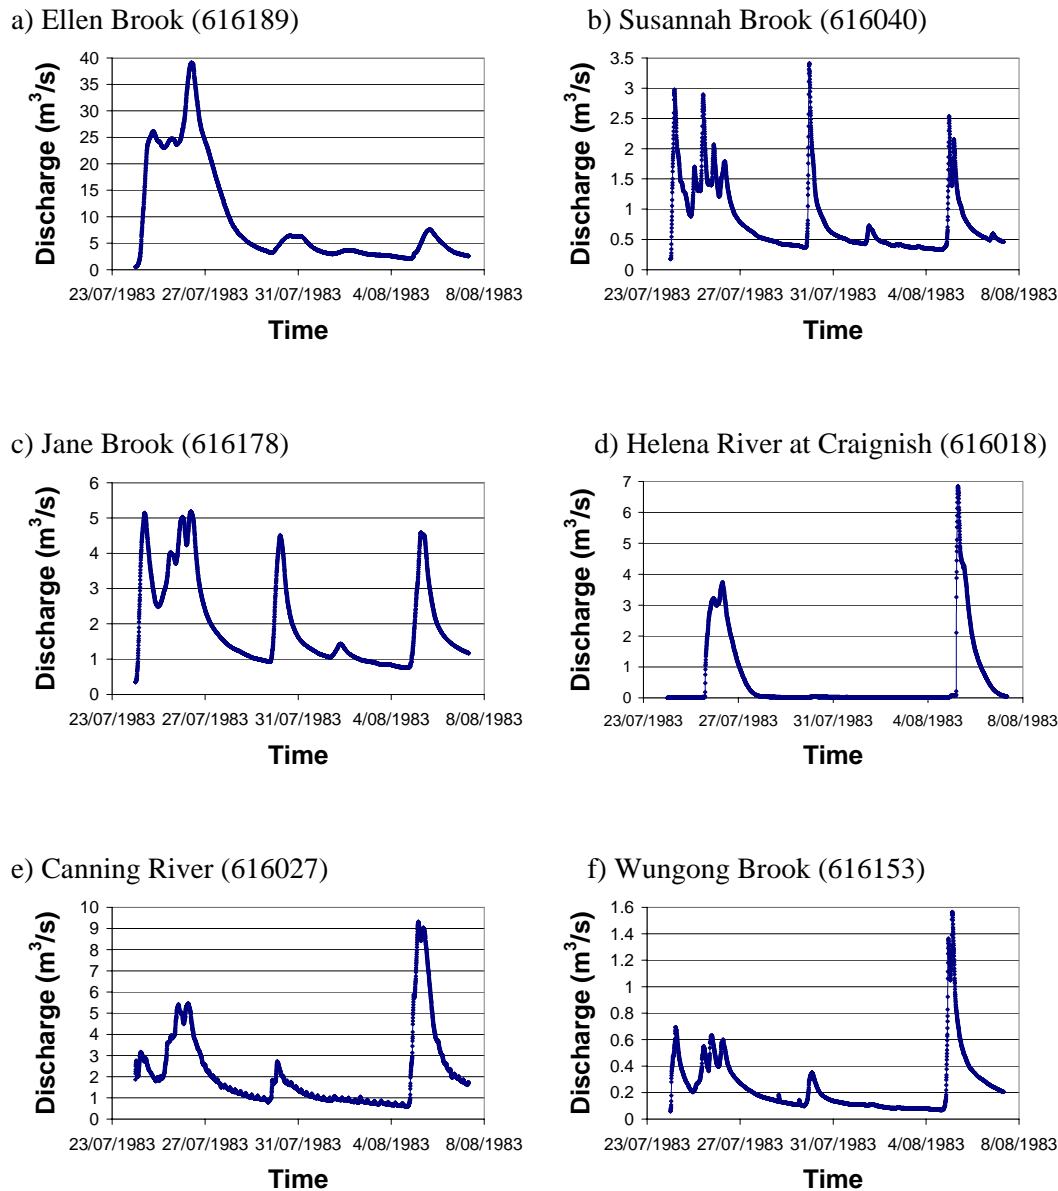 a) Ellen Brook (616189)
Discharge (m³/s)
40
35
30
25
20
15
10
5
0
23/07/1983 27/07/1983 31/07/1983 4/08/1983 8/08/1983
Time
b) Susannah Brook (616040)
Discharge (m³/s)
3.5
3
2.5
2
1.5
1
0.5
0
23/07/1983 27/07/1983 31/07/1983 4/08/1983 8/08/1983
Time
c) Jane Brook (616178)
Discharge (m³/s)
6
5
4
3
2
1
0
23/07/1983 27/07/1983 31/07/1983 4/08/1983 8/08/1983
Time
d) Helena River at Craignish (616018)
Discharge (m³/s)
7
6
5
4
3
2
1
0
23/07/1983 27/07/1983 31/07/1983 4/08/1983 8/08/1983
Time
e) Canning River (616027)
Discharge (m³/s)
10
9
8
7
6
5
4
3
2
1
0
23/07/1983 27/07/1983 31/07/1983 4/08/1983 8/08/1983
Time
f) Wungong Brook (616153)
Discharge (m³/s)
1.6
1.4
1.2
1
0.8
0.6
0.4
0.2
0
23/07/1983 27/07/1983 31/07/1983 4/08/1983 8/08/1983
Time